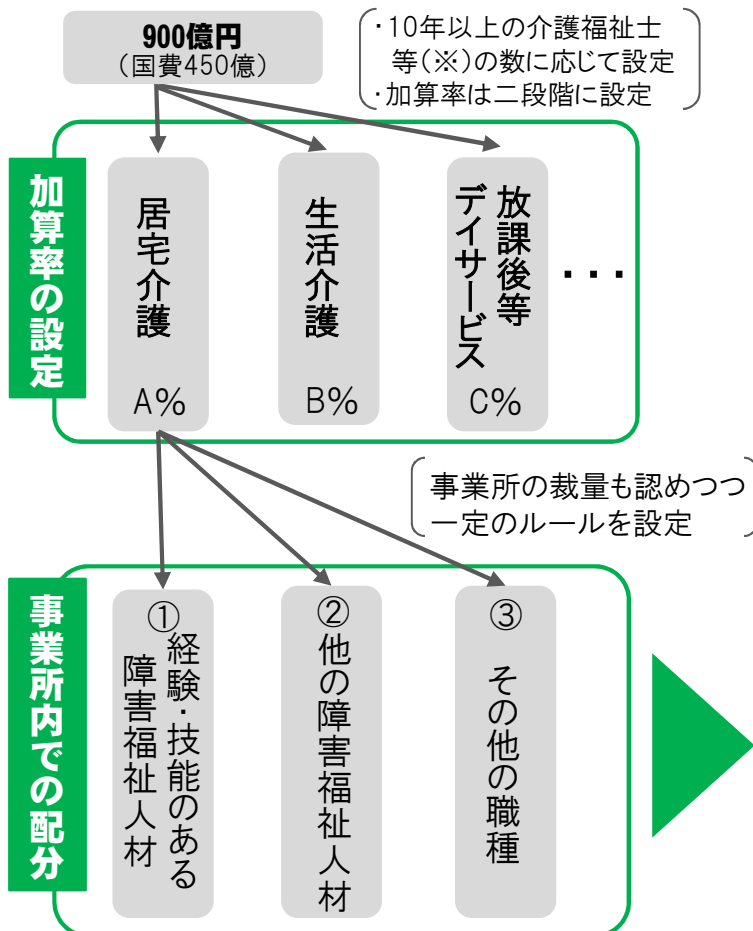 900億円
(国費450億)
・10年以上の介護福祉士
等(※)の数に応じて設定
・加算率は二段階に設定
加算率の設定
居宅介護
A%
生活介護
B%
放課後等
デイサービス
C%
・・・
事業所の裁量も認めつつ
一定のルールを設定
事業所内での配分
①
経験・技能のある
障害福祉人材
②
他の障害福祉人材
③
その他の職種